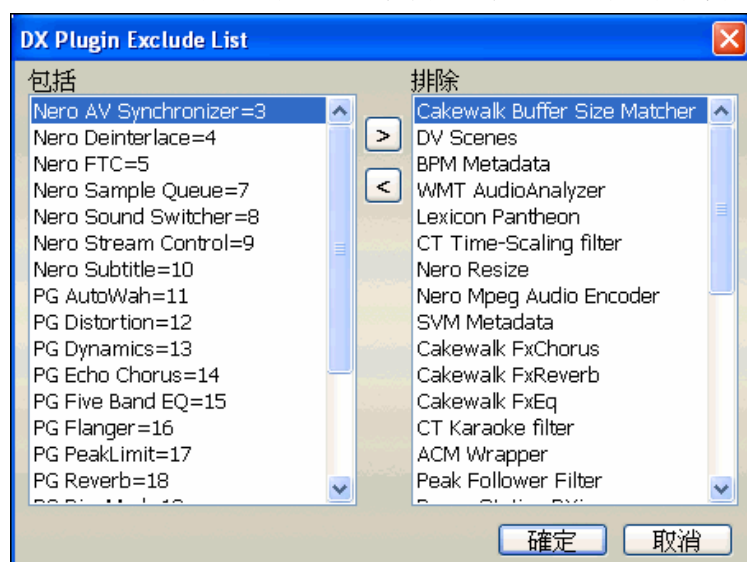 DX Plugin Exclude List
包括
Nero AV Synchronizer=3
Nero Deinterlace=4
Nero FTC=5
Nero Sample Queue=7
Nero Sound Switcher=8
Nero Stream Control=9
Nero Subtitle=10
PG AutoWah=11
PG Distortion=12
PG Dynamics=13
PG Echo Chorus=14
PG Five Band EQ=15
PG Flanger=16
PG PeakLimit=17
PG Reverb=18
>
<
排除
Cakewalk Buffer Size Matcher
DV Scenes
BPM Metadata
WMT AudioAnalyzer
Lexicon Pantheon
CT Time-Scaling filter
Nero Resize
Nero Mpeg Audio Encoder
SVM Metadata
Cakewalk FxChorus
Cakewalk FxReverb
Cakewalk FxEq
CT Karaoke filter
ACM Wrapper
Peak Follower Filter
確定
取消